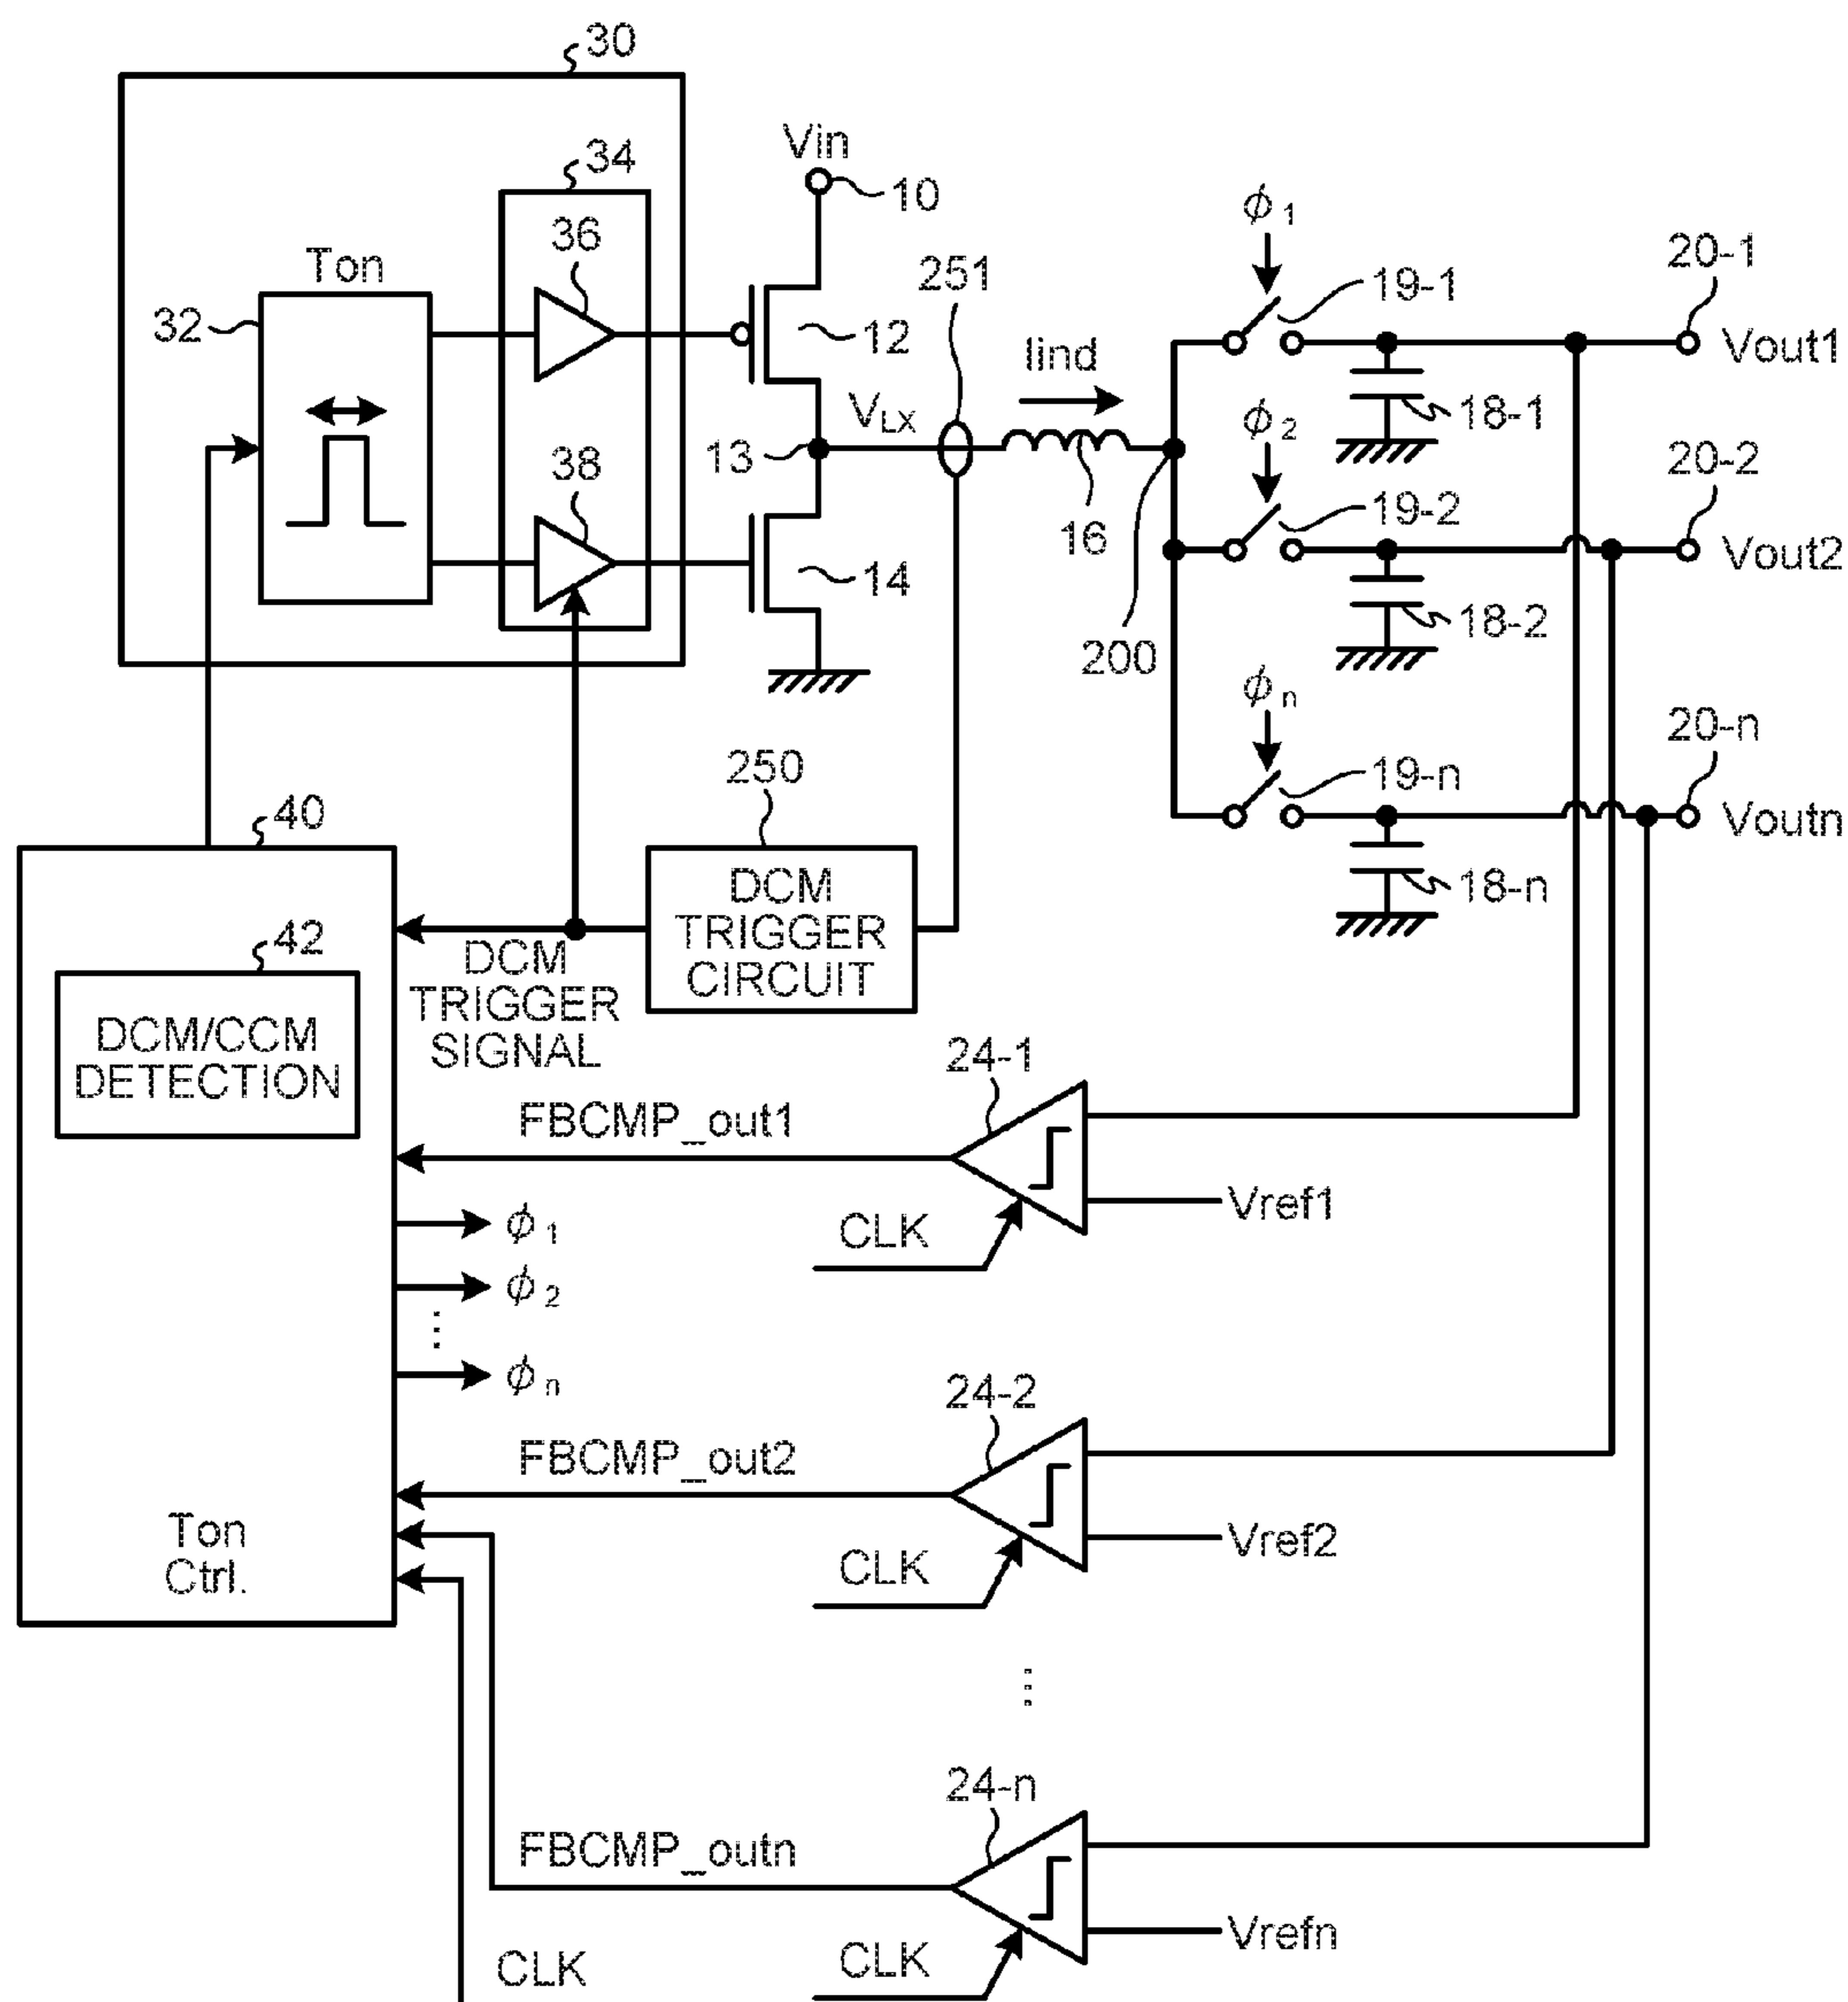 30
Vin
34
10
36
Ton
ϕ1
20-1
251
19-1
32
12
Iind
Vout1
VLX
ϕ2
18-1
13
38
20-2
19-2
16
Vout2
14
18-2
200
ϕn
20-n
250
19-n
40
Voutn
DCM
TRIGGER
CIRCUIT
18-n
42
DCM
TRIGGER
SIGNAL
DCM/CCM
DETECTION
24-1
FBCMP_out1
Vref1
CLK
ϕ1
ϕ2
⋮
ϕn
24-2
FBCMP_out2
Ton
Ctrl.
Vref2
CLK
⋮
24-n
FBCMP_outn
Vrefn
CLK
CLK